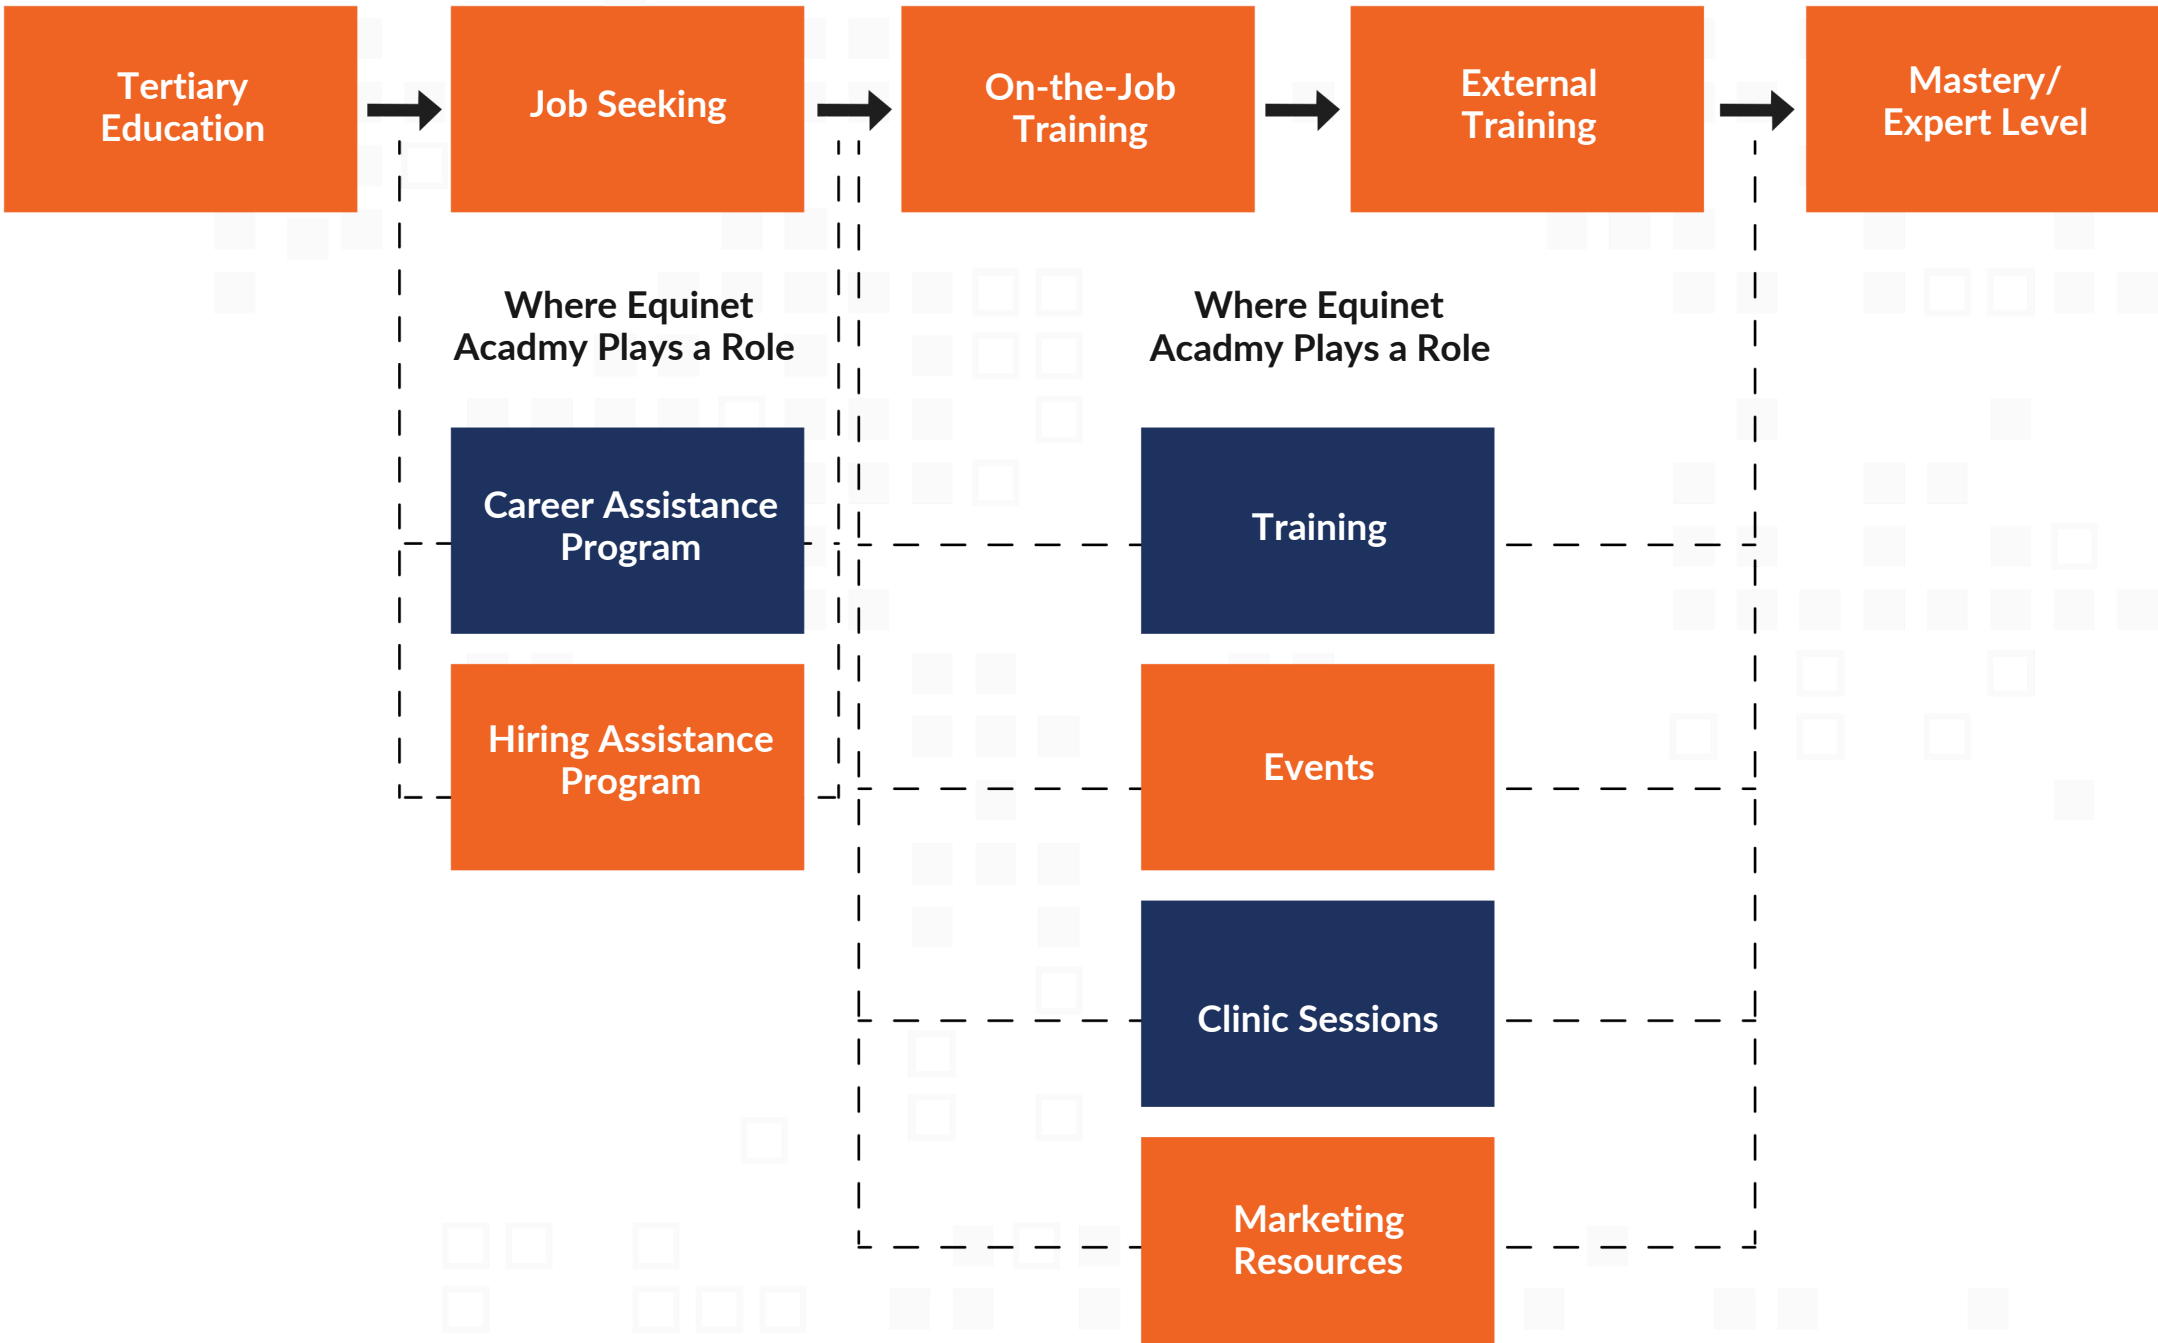 Tertiary
Education
Job Seeking
On-the-Job
Training
External
Training
Mastery/
Expert Level
Where Equinet
Acadmy Plays a Role
Career Assistance
Program
Hiring Assistance
Program
Where Equinet
Acadmy Plays a Role
Training
Events
Clinic Sessions
Marketing
Resources